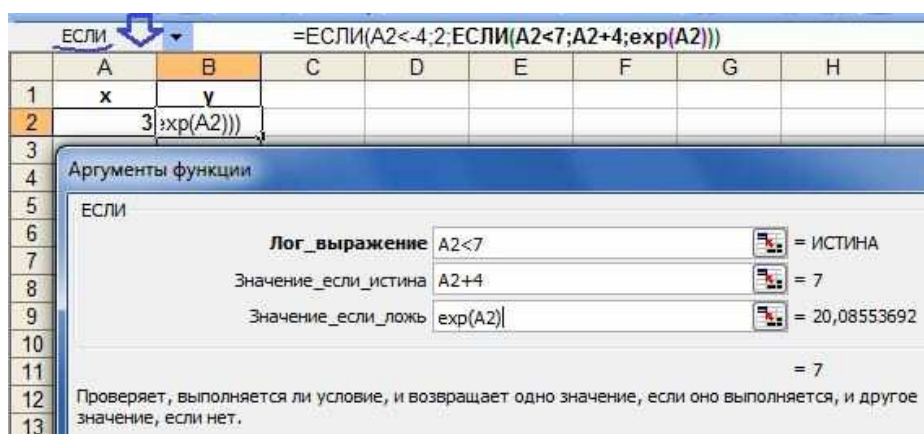 ЕСЛИ =ЕСЛИ(A2<-4;2;ЕСЛИ(A2<7;A2+4;exp(A2)))
A B C D E F G H
1 x y
2 3 exp(A2)))
3
4 Аргументы функции
5 ЕСЛИ
6 Лог_выражение A2<7 = ИСТИНА
7
8 Значение_если_истина A2+4 = 7
9 Значение_если_ложь exp(A2) = 20,08553692
10
11 = 7
12 Проверяет, выполняется ли условие, и возвращает одно значение, если оно выполняется, и другое
13 значение, если нет.